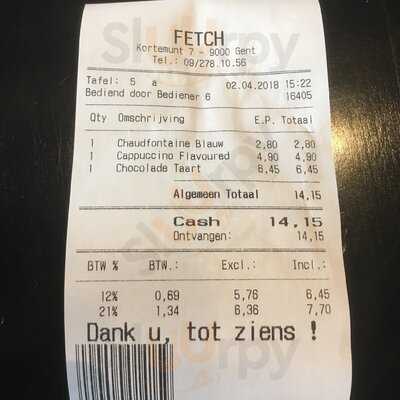 FETCH
Kortemunt 7 - 9000 Gent
Tel.: 09/278.10.56
Tafel: 5 a 02.04.2018 15:22
Bediend door Bediener 6 16405
Qty Omschrijving E.P. Totaal
1 Chaudfontaine Blauw 2,80 2,80
1 Cappuccino Flavoured 4,90 4,90
1 Chocolade Taart 6,45 6,45
Algemeen Totaal 14,15
Cash 14,15
Ontvangen: 14,15
BTW % BTW.: Excl.: Incl.:
12% 0,69 5,76 6,45
21% 1,34 6,36 7,70
Dank u, tot ziens !